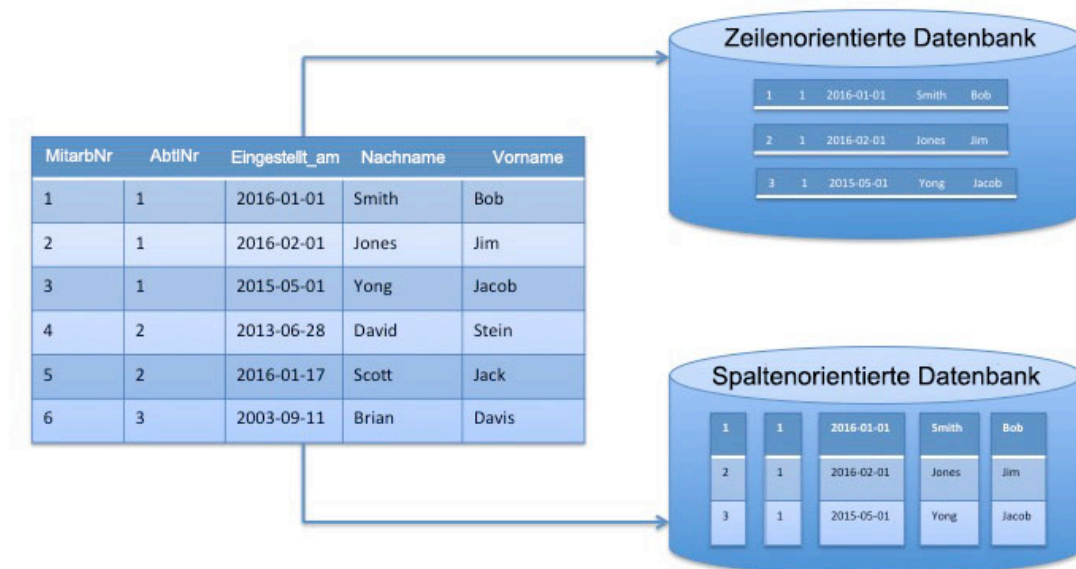 Zeilenorientierte Datenbank
1 1 2016-01-01 Smith Bob
2 1 2016-02-01 Jones Jim
3 1 2015-05-01 Yong Jacob
MitarbNr AbtlNr Eingestellt_am Nachname Vorname
1 1 2016-01-01 Smith Bob
2 1 2016-02-01 Jones Jim
3 1 2015-05-01 Yong Jacob
4 2 2013-06-28 David Stein
5 2 2016-01-17 Scott Jack
6 3 2003-09-11 Brian Davis
Spaltenorientierte Datenbank
1 1 2016-01-01 Smith Bob
2 1 2016-02-01 Jones Jim
3 1 2015-05-01 Yong Jacob